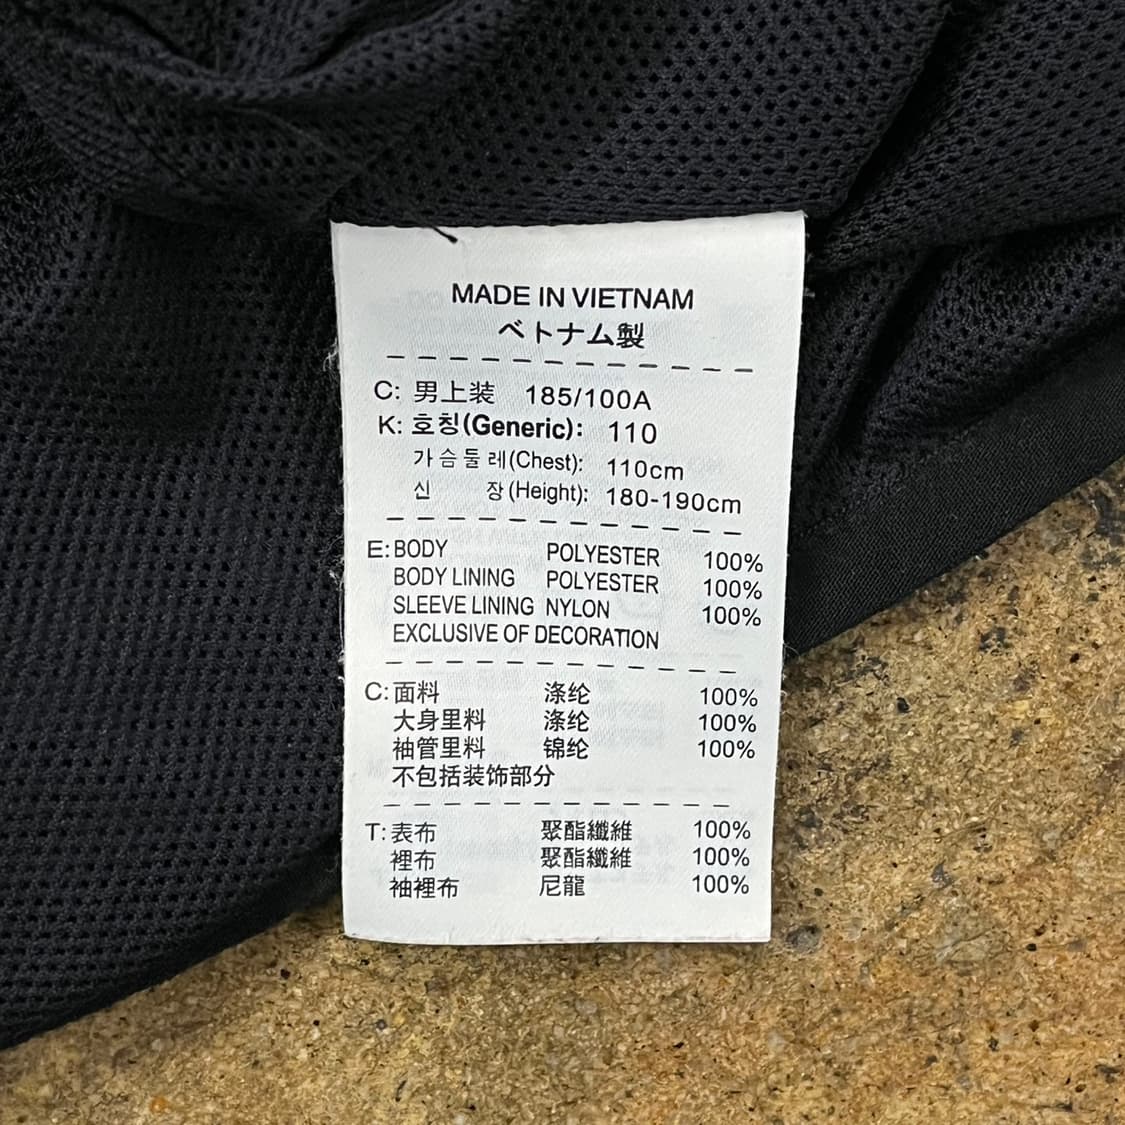 MADE IN VIETNAM
ベトナム製
C: 男上装 185/100A
K: 호칭(Generic): 110
가슴둘레(Chest): 110cm
신 장(Height): 180-190cm
E: BODY POLYESTER 100%
BODY LINING POLYESTER 100%
SLEEVE LINING NYLON 100%
EXCLUSIVE OF DECORATION
C: 面料 涤纶 100%
大身里料 涤纶 100%
袖管里料 锦纶 100%
不包括装饰部分
T: 表布 聚酯纖維 100%
裡布 聚酯纖維 100%
袖裡布 尼龍 100%